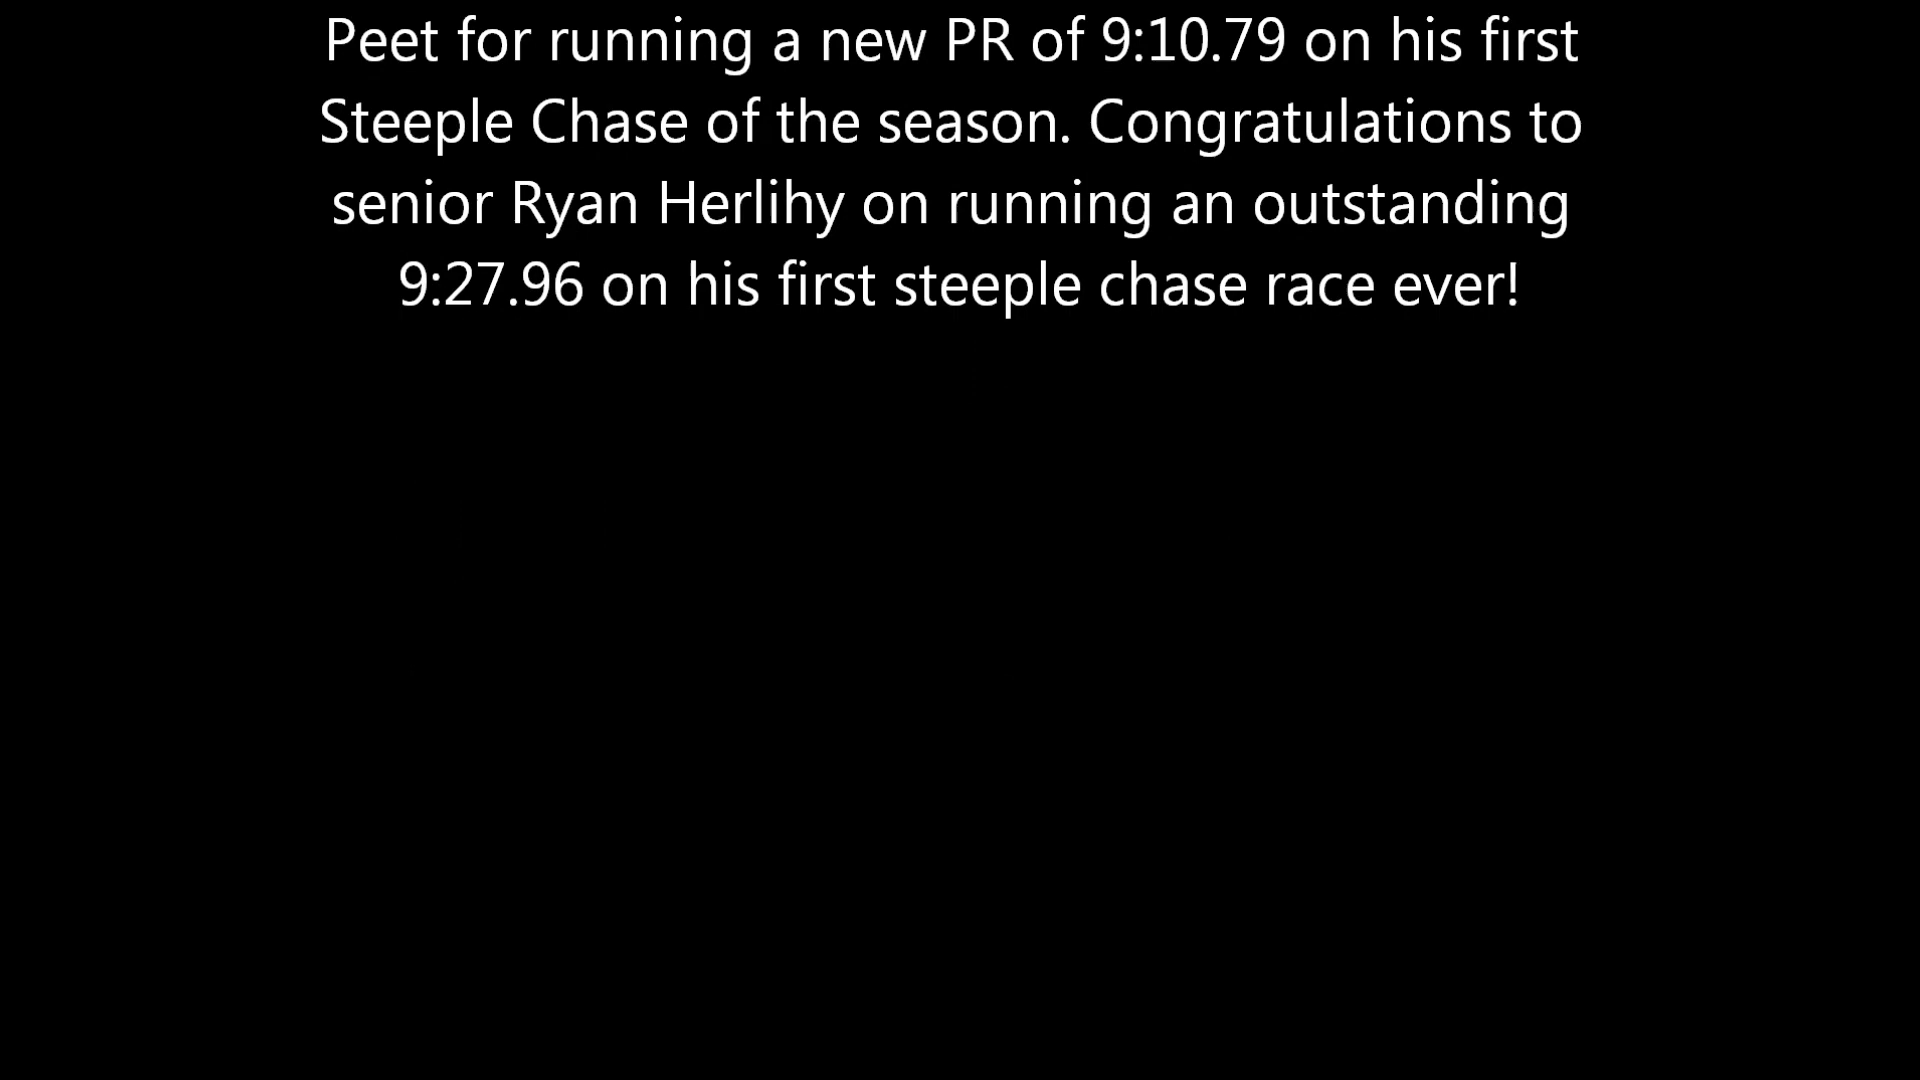 Peet for running a new PR of 9:10.79 on his first
Steeple Chase of the season. Congratulations to
senior Ryan Herlihy on running an outstanding
9:27.96 on his first steeple chase race ever!